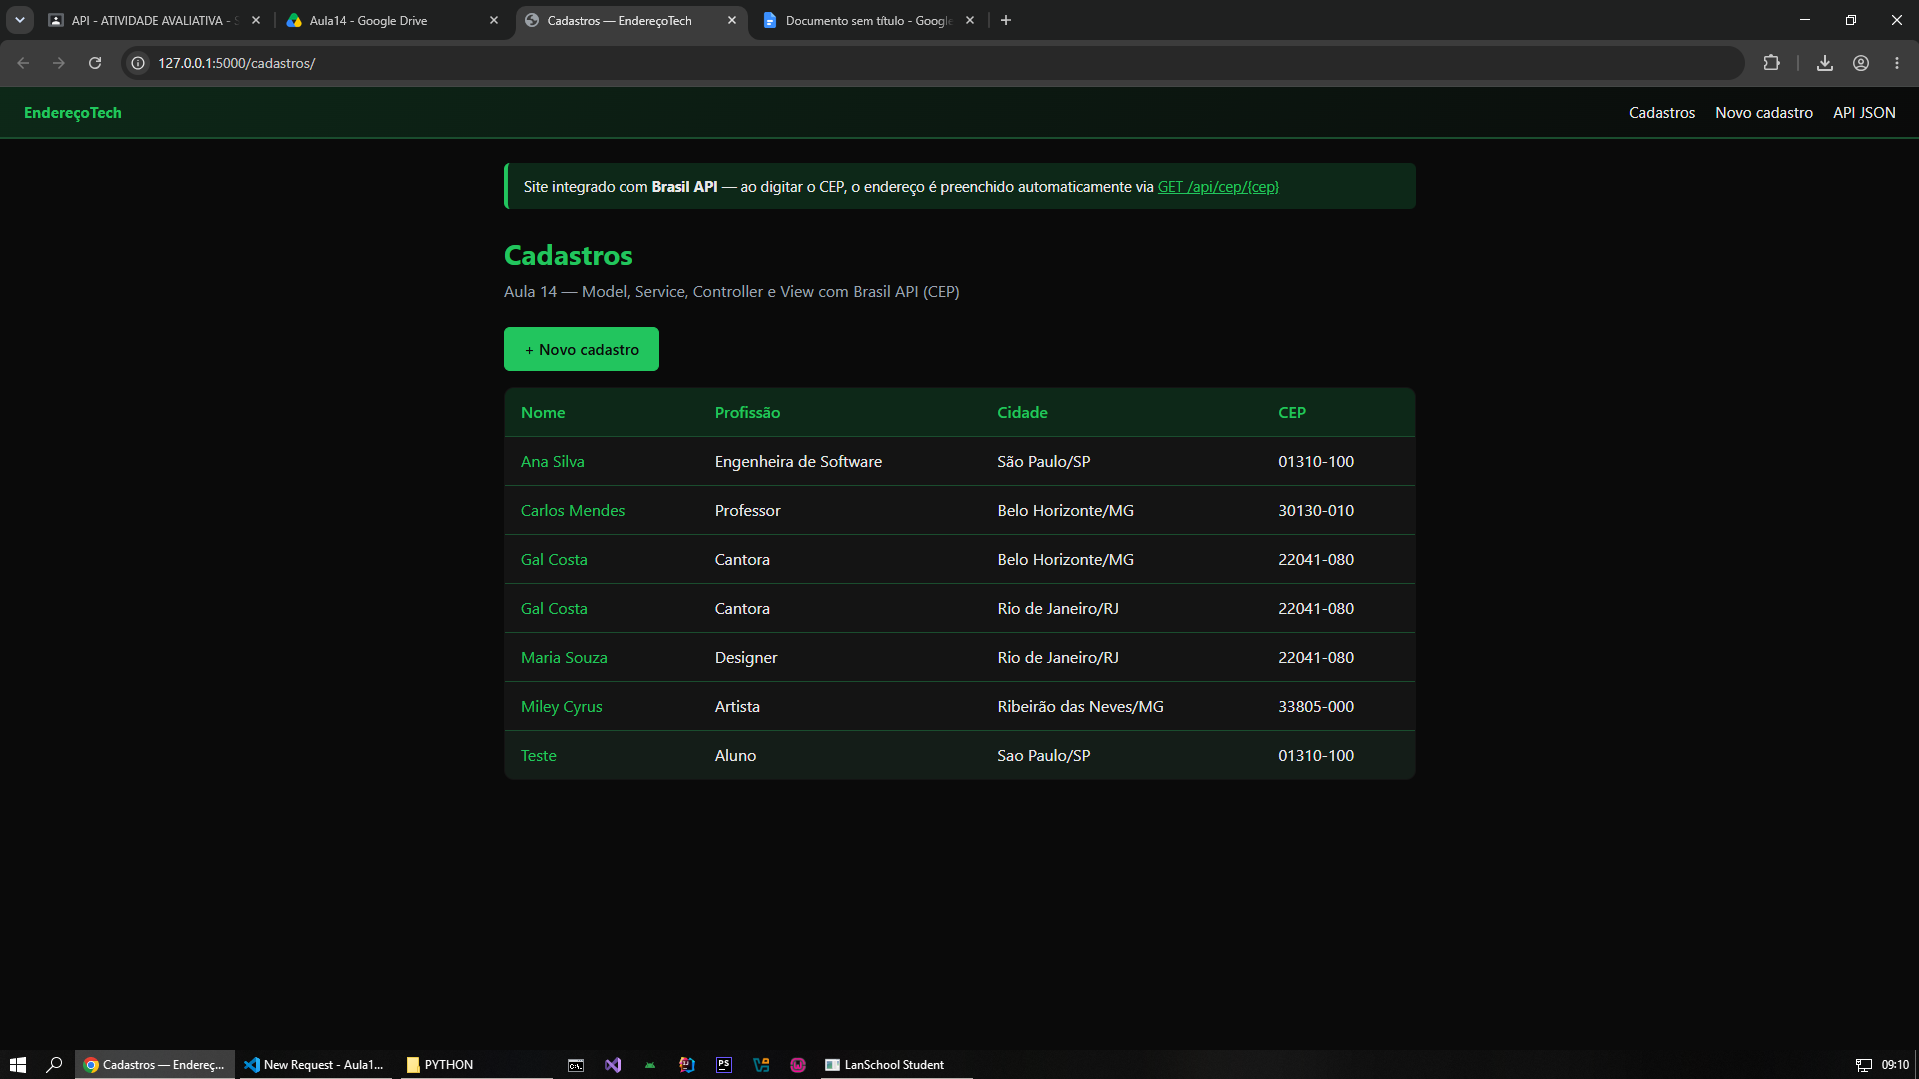 API - ATIVIDADE AVALIATIVA - S
Aula14 - Google Drive
Cadastros — EndereçoTech
Documento sem título - Google
127.0.0.1:5000/cadastros/
EndereçoTech
Cadastros
Novo cadastro
API JSON
Site integrado com Brasil API — ao digitar o CEP, o endereço é preenchido automaticamente via GET /api/cep/{cep}
Cadastros
Aula 14 — Model, Service, Controller e View com Brasil API (CEP)
+ Novo cadastro
Nome Profissão Cidade CEP
Ana Silva Engenheira de Software São Paulo/SP 01310-100
Carlos Mendes Professor Belo Horizonte/MG 30130-010
Gal Costa Cantora Belo Horizonte/MG 22041-080
Gal Costa Cantora Rio de Janeiro/RJ 22041-080
Maria Souza Designer Rio de Janeiro/RJ 22041-080
Miley Cyrus Artista Ribeirão das Neves/MG 33805-000
Teste Aluno Sao Paulo/SP 01310-100
Cadastros — Endereç...
New Request - Aula1...
PYTHON
PS
LanSchool Student
09:10